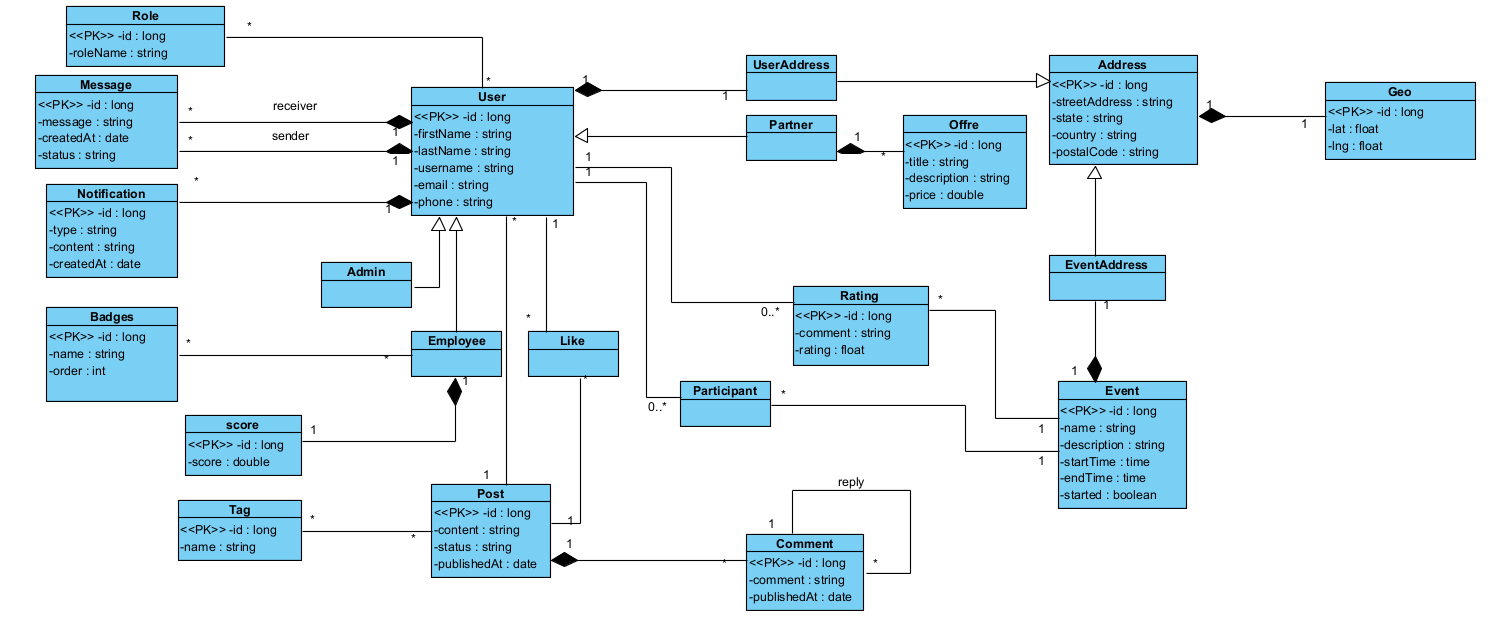 Role
<<PK>> -id : long
-roleName : string
*
*
Message
<<PK>> -id : long
-message : string
-createdAt : date
-status : string
*
receiver
1
*
sender
1
Notification
<<PK>> -id : long
-type : string
-content : string
-createdAt : date
*
1
User
<<PK>> -id : long
-firstName : string
-lastName : string
-username : string
-email : string
-phone : string
1
1
UserAddress
Partner
1
*
Offre
<<PK>> -id : long
-title : string
-description : string
-price : double
Address
<<PK>> -id : long
-streetAddress : string
-state : string
-country : string
-postalCode : string
1
1
Geo
<<PK>> -id : long
-lat : float
-lng : float
1
1
*
1
Admin
EventAddress
1
Badges
<<PK>> -id : long
-name : string
-order : int
*
*
Employee
1
*
Like
*
0..*
Rating
<<PK>> -id : long
-comment : string
-rating : float
*
1
0..*
Participant
*
1
1
Event
<<PK>> -id : long
-name : string
-description : string
-startTime : time
-endTime : time
-started : boolean
score
<<PK>> -id : long
-score : double
1
Tag
<<PK>> -id : long
-name : string
*
*
1
Post
<<PK>> -id : long
-content : string
-status : string
-publishedAt : date
1
1
*
reply
1
*
Comment
<<PK>> -id : long
-comment : string
-publishedAt : date